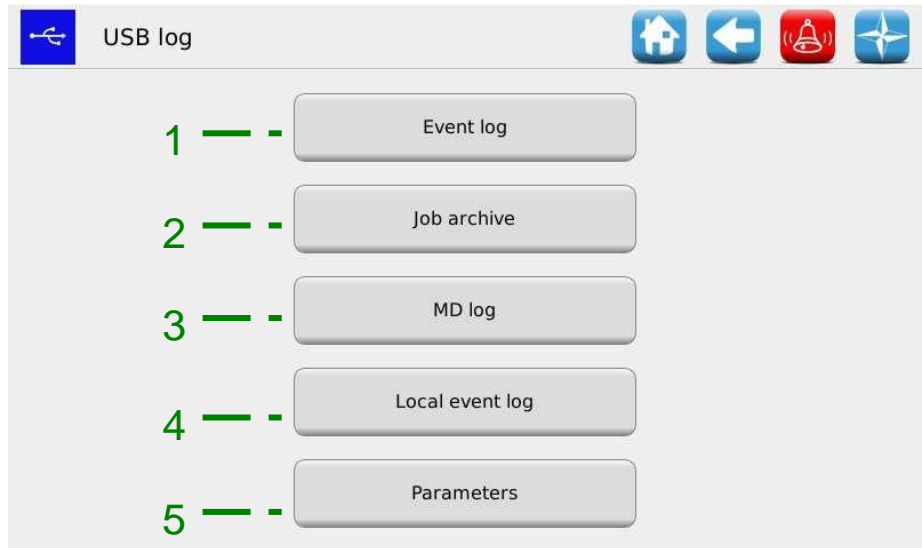 USB log
1 Event log
2 Job archive
3 MD log
4 Local event log
5 Parameters